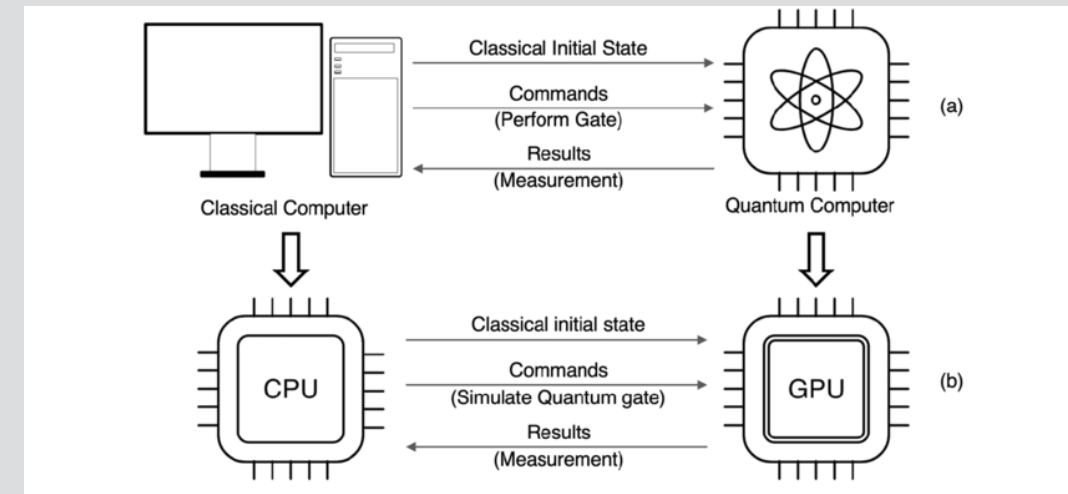 Classical Initial State
Commands
(Perform Gate)
Results
(Measurement)
(a)
Classical Computer
Quantum Computer
Classical initial state
Commands
(Simulate Quantum gate)
Results
(Measurement)
CPU
GPU
(b)